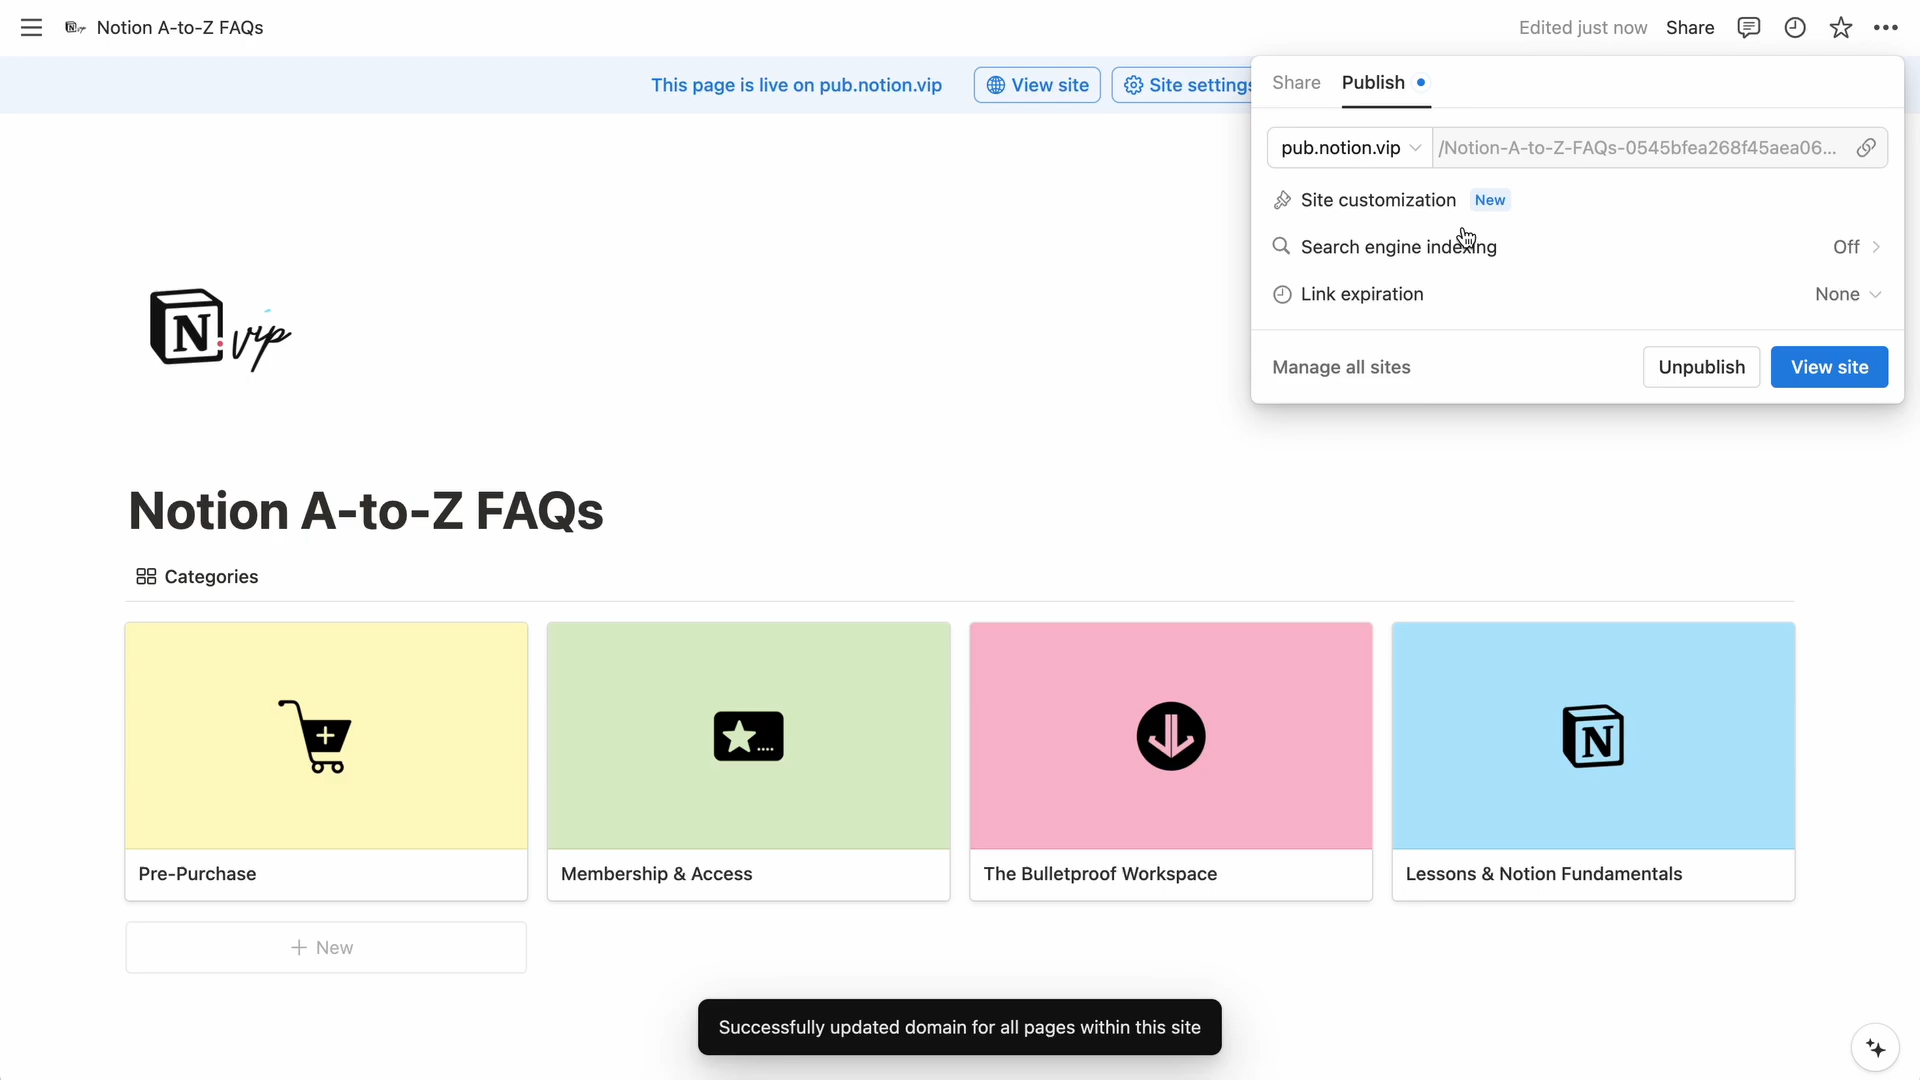 Notion A-to-Z FAQs
Edited just now
Share
This page is live on pub.notion.vip
View site
Site settings
Share
Publish
pub.notion.vip
/Notion-A-to-Z-FAQs-0545bfea268f45aea06...
Site customization
New
Search engine indexing
Off
Link expiration
None
Manage all sites
Unpublish
View site
N.vip
Notion A-to-Z FAQs
Categories
N
Pre-Purchase
Membership & Access
The Bulletproof Workspace
Lessons & Notion Fundamentals
+ New
Successfully updated domain for all pages within this site